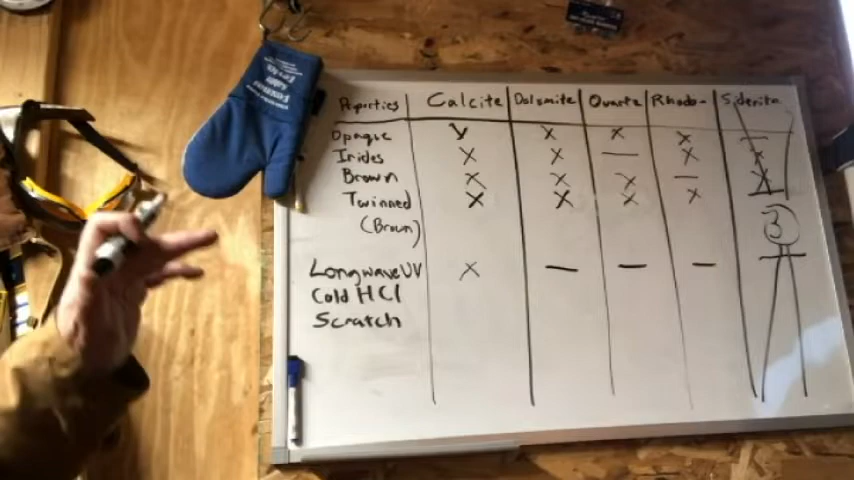 Properties Calcite Dolomite Quartz Rhodo- Siderite
Opaque X X X X —
Irides X X — X X
Brown X X X — X
Twinned X X X X
(Brown)
3
Longwave UV X — — —
Cold HCl
Scratch